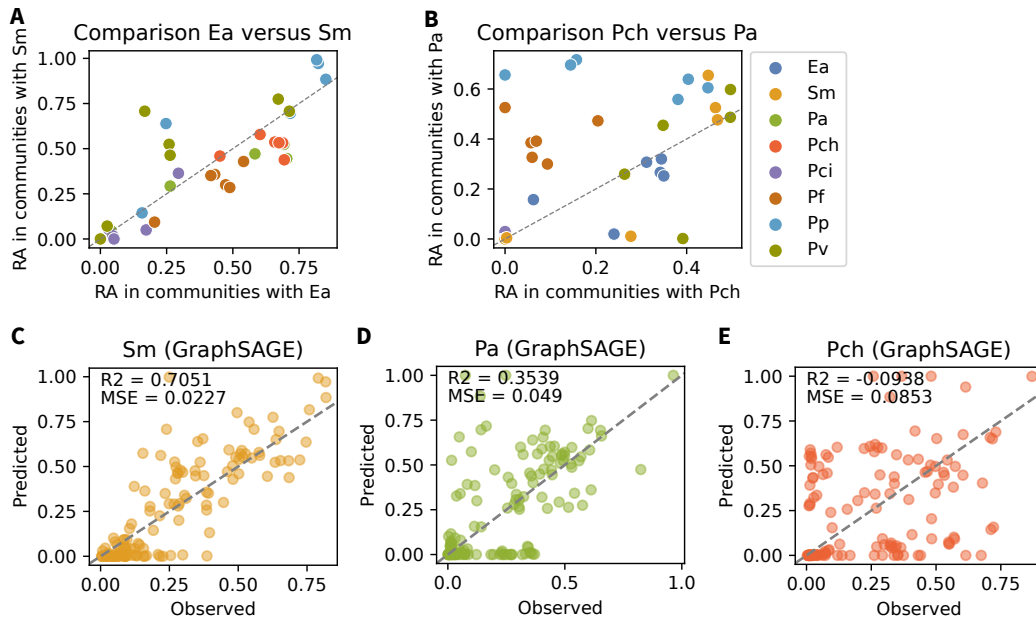 A
Comparison Ea versus Sm
RA in communities with Sm
1.00
0.75
0.50
0.25
0.00
0.00 0.25 0.50 0.75
RA in communities with Ea
B
Comparison Pch versus Pa
RA in communities with Pa
0.6
0.4
0.2
0.0
0.0 0.2 0.4
RA in communities with Pch
Ea
Sm
Pa
Pch
Pci
Pf
Pp
Pv
C
Sm (GraphSAGE)
R2 = 0.7051
MSE = 0.0227
Predicted
1.00
0.75
0.50
0.25
0.00
0.00 0.25 0.50 0.75
Observed
D
Pa (GraphSAGE)
R2 = 0.3539
MSE = 0.049
Predicted
1.00
0.75
0.50
0.25
0.00
0.0 0.5 1.0
Observed
E
Pch (GraphSAGE)
R2 = -0.0938
MSE = 0.0853
Predicted
1.00
0.75
0.50
0.25
0.00
0.00 0.25 0.50 0.75
Observed